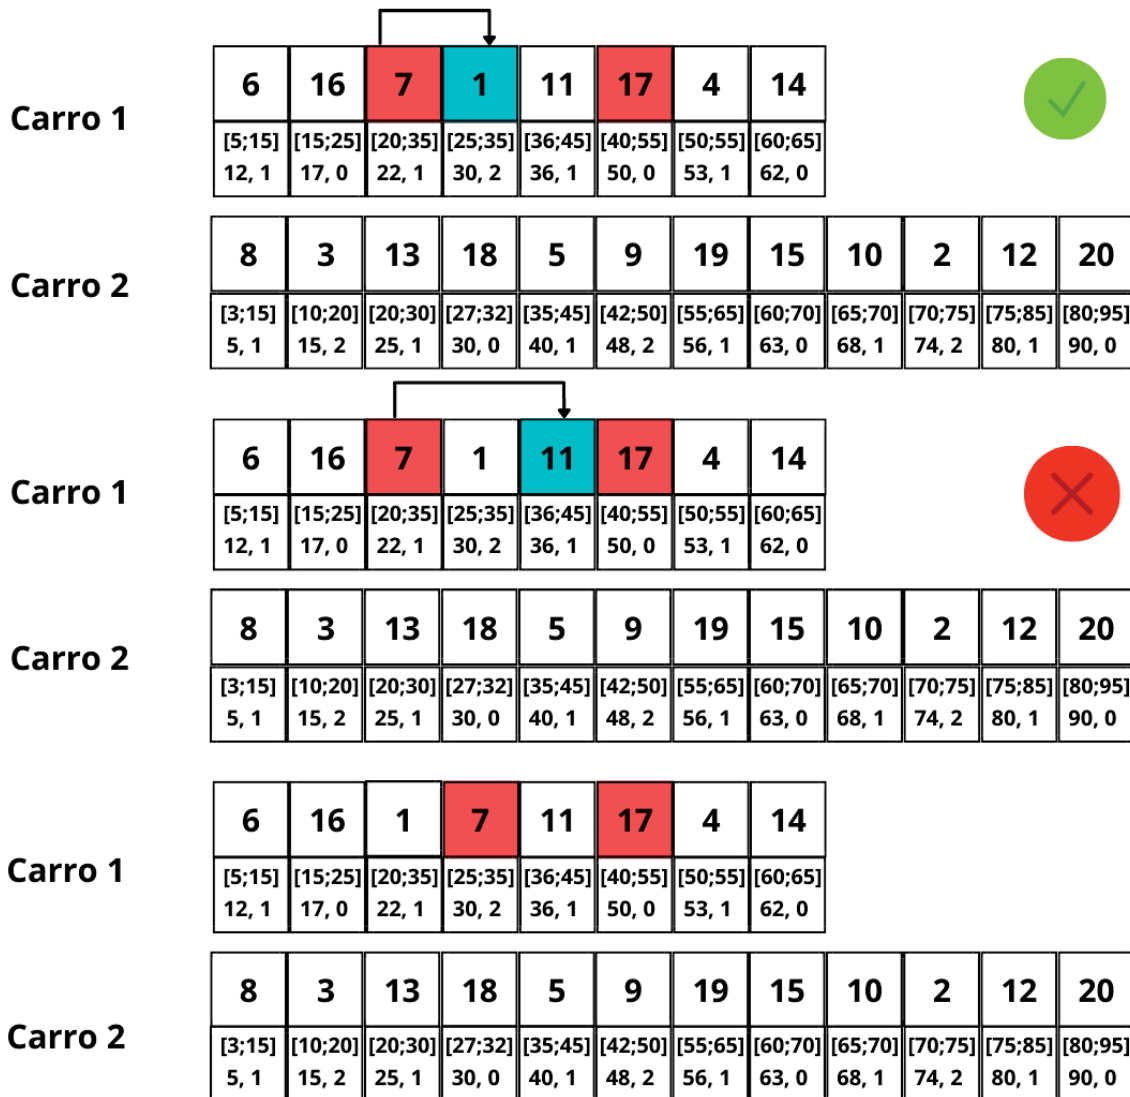 6 16 7 1 11 17 4 14
Carro 1
[5;15] [15;25] [20;35] [25;35] [36;45] [40;55] [50;55] [60;65]
12, 1 17, 0 22, 1 30, 2 36, 1 50, 0 53, 1 62, 0
8 3 13 18 5 9 19 15 10 2 12 20
Carro 2
[3;15] [10;20] [20;30] [27;32] [35;45] [42;50] [55;65] [60;70] [65;70] [70;75] [75;85] [80;95]
5, 1 15, 2 25, 1 30, 0 40, 1 48, 2 56, 1 63, 0 68, 1 74, 2 80, 1 90, 0
6 16 7 1 11 17 4 14
Carro 1
[5;15] [15;25] [20;35] [25;35] [36;45] [40;55] [50;55] [60;65]
12, 1 17, 0 22, 1 30, 2 36, 1 50, 0 53, 1 62, 0
8 3 13 18 5 9 19 15 10 2 12 20
Carro 2
[3;15] [10;20] [20;30] [27;32] [35;45] [42;50] [55;65] [60;70] [65;70] [70;75] [75;85] [80;95]
5, 1 15, 2 25, 1 30, 0 40, 1 48, 2 56, 1 63, 0 68, 1 74, 2 80, 1 90, 0
6 16 1 7 11 17 4 14
Carro 1
[5;15] [15;25] [20;35] [25;35] [36;45] [40;55] [50;55] [60;65]
12, 1 17, 0 22, 1 30, 2 36, 1 50, 0 53, 1 62, 0
8 3 13 18 5 9 19 15 10 2 12 20
Carro 2
[3;15] [10;20] [20;30] [27;32] [35;45] [42;50] [55;65] [60;70] [65;70] [70;75] [75;85] [80;95]
5, 1 15, 2 25, 1 30, 0 40, 1 48, 2 56, 1 63, 0 68, 1 74, 2 80, 1 90, 0